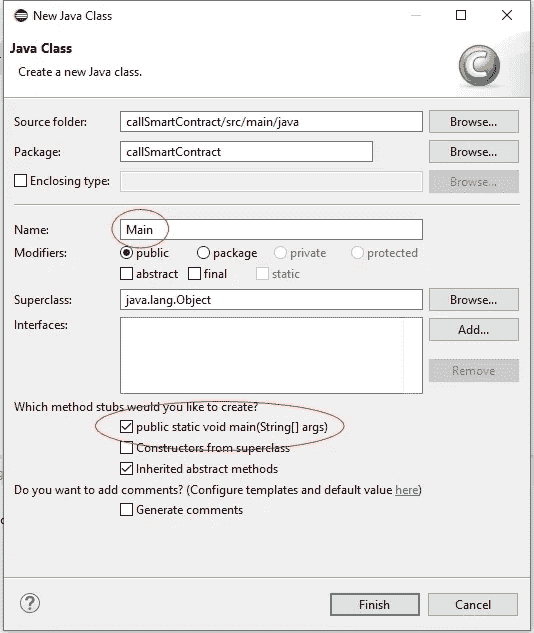 New Java Class
Java Class
Create a new Java class.
C
Source folder: callSmartContract/src/main/java Browse...
Package: callSmartContract Browse...
Enclosing type: Browse...
Name: Main
Modifiers: public package private protected
abstract final static
Superclass: java.lang.Object Browse...
Interfaces: Add...
Remove
Which method stubs would you like to create?
public static void main(String[] args)
Constructors from superclass
Inherited abstract methods
Do you want to add comments? (Configure templates and default value here)
Generate comments
? Finish Cancel